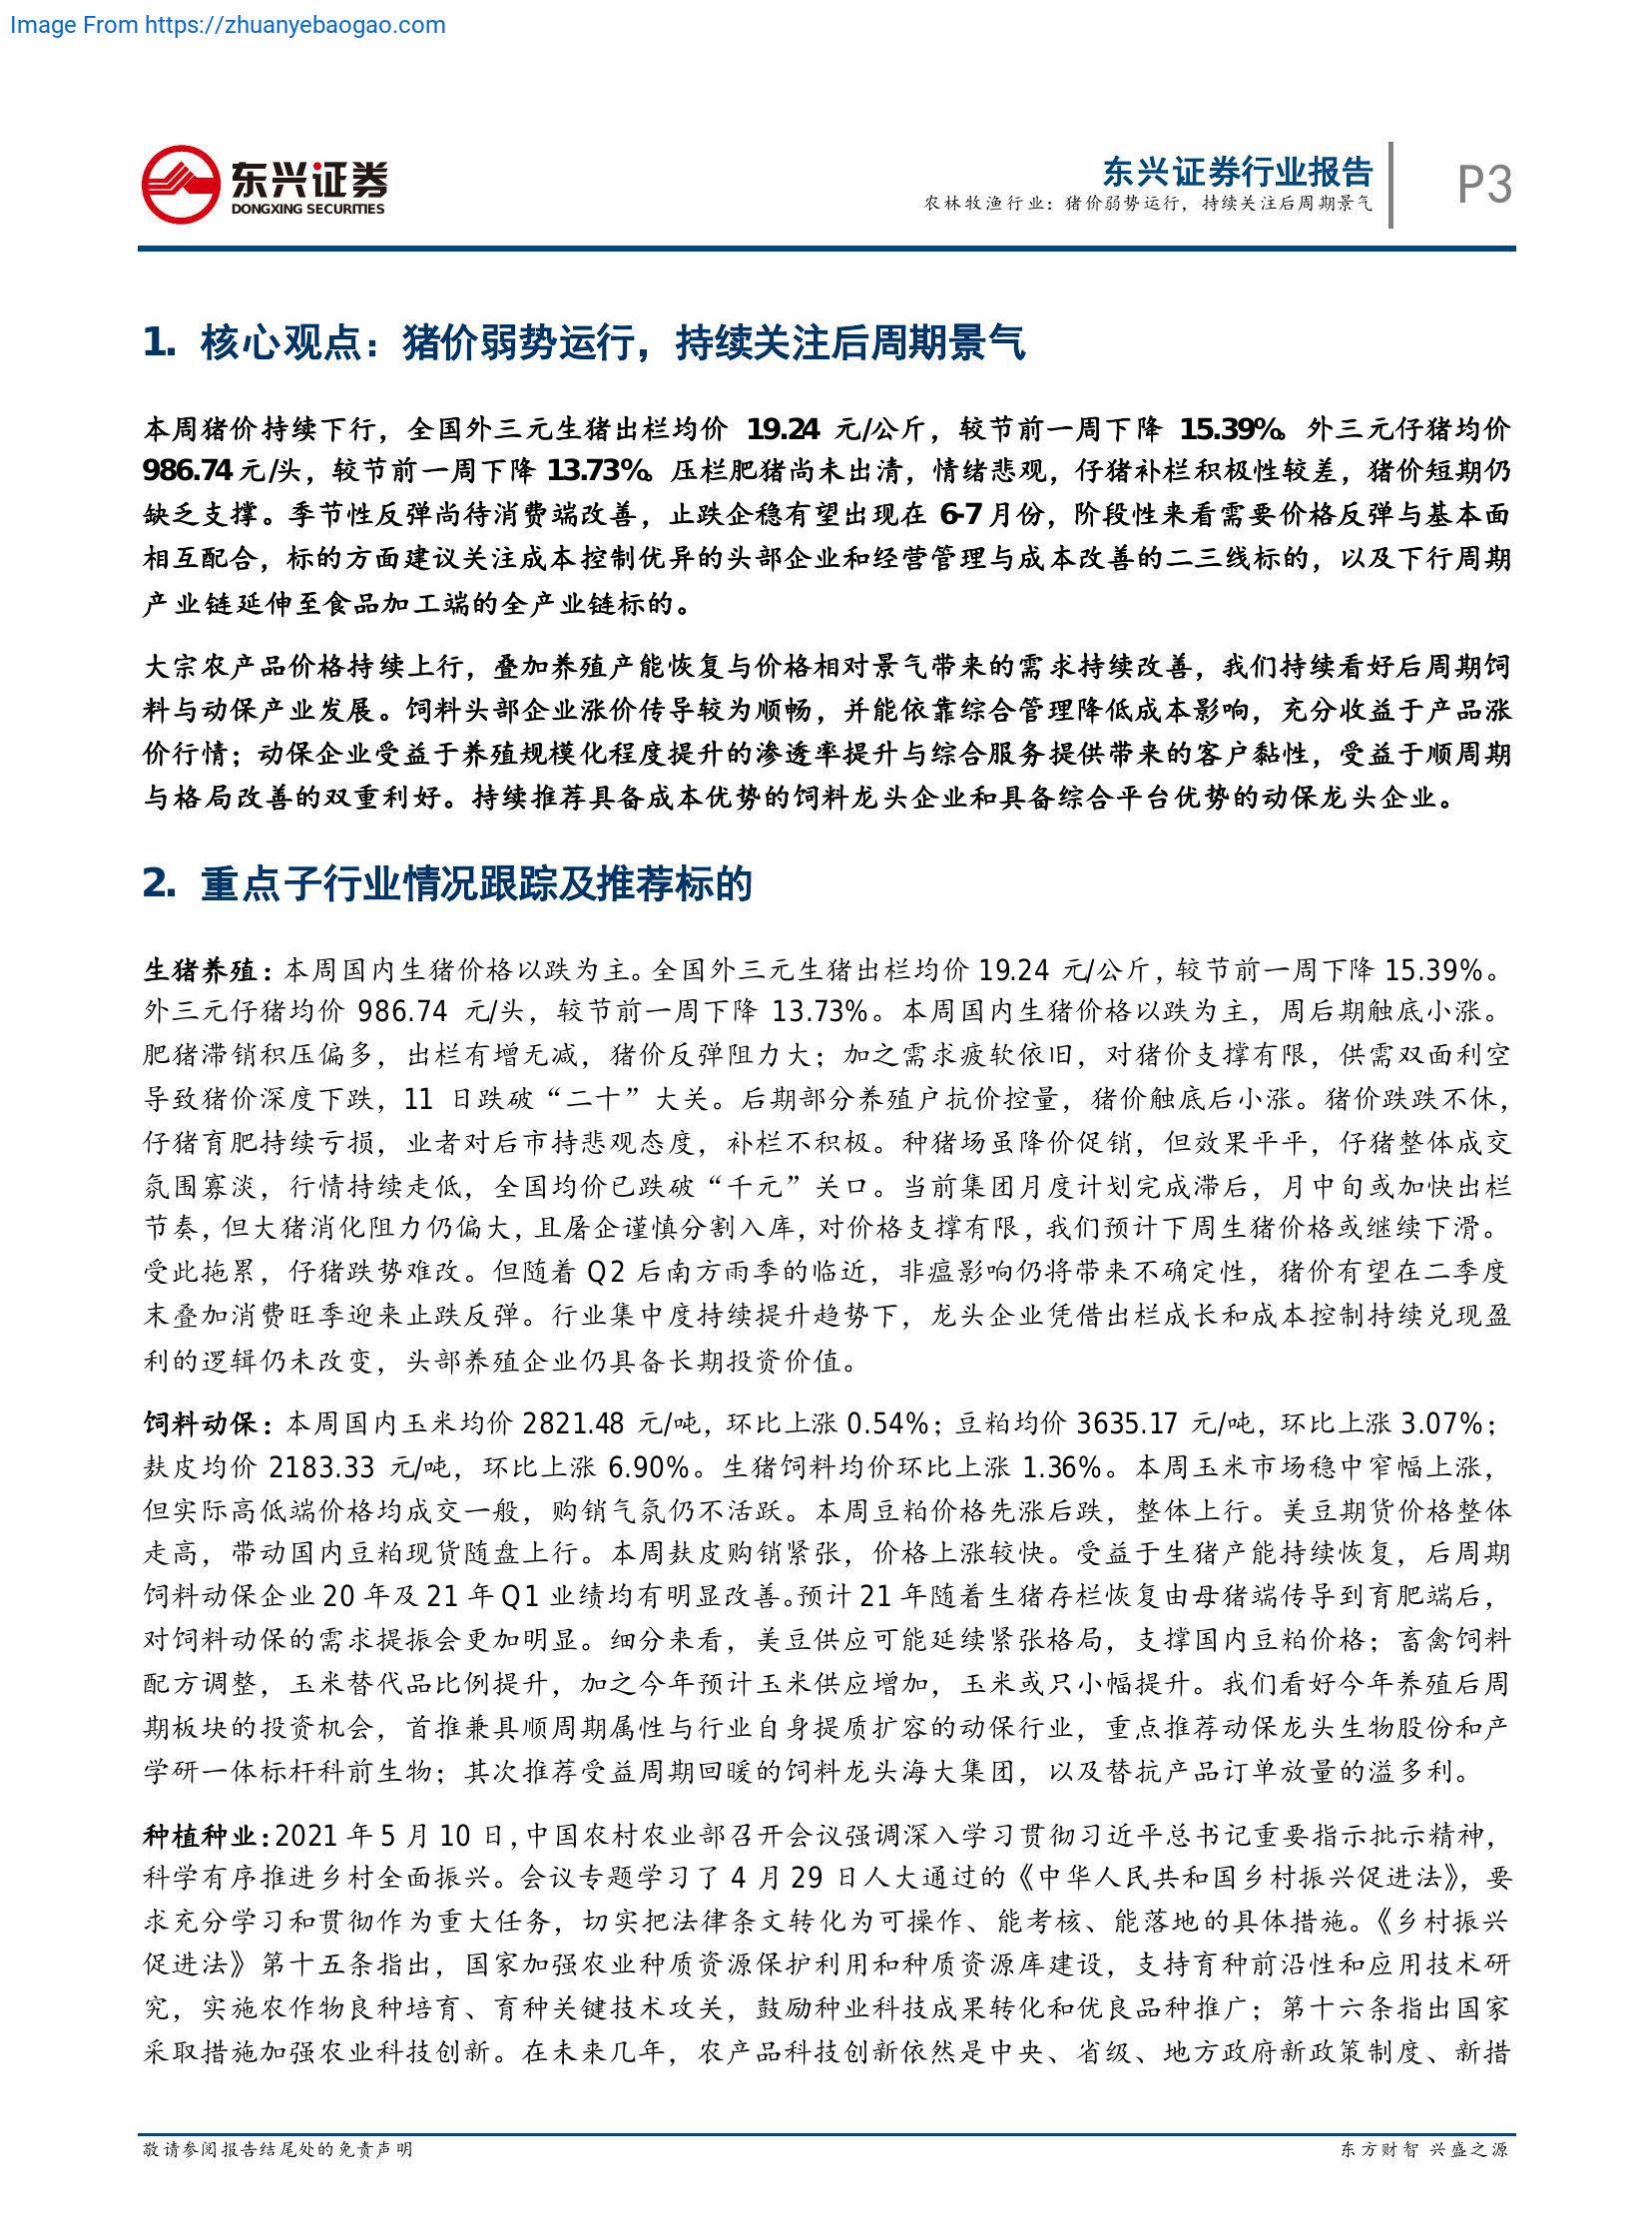 Image From https://zhuanyebaogao.com
东兴证券
DONGXING SECURITIES
东兴证券行业报告
农林牧渔行业：猪价弱势运行，持续关注后周期景气
P3
1. 核心观点：猪价弱势运行，持续关注后周期景气
本周猪价持续下行，全国外三元生猪出栏均价 19.24 元/公斤，较节前一周下降 15.39%。外三元仔猪均价
986.74 元/头，较节前一周下降 13.73%。压栏肥猪尚未出清，情绪悲观，仔猪补栏积极性较差，猪价短期仍
缺乏支撑。季节性反弹尚待消费端改善，止跌企稳有望出现在 6-7 月份，阶段性来看需要价格反弹与基本面
相互配合，标的方面建议关注成本控制优异的头部企业和经营管理与成本改善的二三线标的，以及下行周期
产业链延伸至食品加工端的全产业链标的。
大宗农产品价格持续上行，叠加养殖产能恢复与价格相对景气带来的需求持续改善，我们持续看好后周期饲
料与动保产业发展。饲料头部企业涨价传导较为顺畅，并能依靠综合管理降低成本影响，充分收益于产品涨
价行情；动保企业受益于养殖规模化程度提升的渗透率提升与综合服务提供带来的客户黏性，受益于顺周期
与格局改善的双重利好。持续推荐具备成本优势的饲料龙头企业和具备综合平台优势的动保龙头企业。
2. 重点子行业情况跟踪及推荐标的
生猪养殖：本周国内生猪价格以跌为主。全国外三元生猪出栏均价 19.24 元/公斤，较节前一周下降 15.39%。
外三元仔猪均价 986.74 元/头，较节前一周下降 13.73%。本周国内生猪价格以跌为主，周后期触底小涨。
肥猪滞销积压偏多，出栏有增无减，猪价反弹阻力大；加之需求疲软依旧，对猪价支撑有限，供需双面利空
导致猪价深度下跌，11 日跌破“二十”大关。后期部分养殖户抗价控量，猪价触底后小涨。猪价跌跌不休，
仔猪育肥持续亏损，业者对后市持悲观态度，补栏不积极。种猪场虽降价促销，但效果平平，仔猪整体成交
氛围寡淡，行情持续走低，全国均价已跌破“千元”关口。当前集团月度计划完成滞后，月中旬或加快出栏
节奏，但大猪消化阻力仍偏大，且屠企谨慎分割入库，对价格支撑有限，我们预计下周生猪价格或继续下滑。
受此拖累，仔猪跌势难改。但随着 Q2 后南方雨季的临近，非瘟影响仍将带来不确定性，猪价有望在二季度
末叠加消费旺季迎来止跌反弹。行业集中度持续提升趋势下，龙头企业凭借出栏成长和成本控制持续兑现盈
利的逻辑仍未改变，头部养殖企业仍具备长期投资价值。
饲料动保：本周国内玉米均价 2821.48 元/吨，环比上涨 0.54%；豆粕均价 3635.17 元/吨，环比上涨 3.07%；
麸皮均价 2183.33 元/吨，环比上涨 6.90%。生猪饲料均价环比上涨 1.36%。本周玉米市场稳中窄幅上涨，
但实际高低端价格均成交一般，购销气氛仍不活跃。本周豆粕价格先涨后跌，整体上行。美豆期货价格整体
走高，带动国内豆粕现货随盘上行。本周麸皮购销紧张，价格上涨较快。受益于生猪产能持续恢复，后周期
饲料动保企业 20 年及 21 年 Q1 业绩均有明显改善。预计 21 年随着生猪存栏恢复由母猪端传导到育肥端后，
对饲料动保的需求提振会更加明显。细分来看，美豆供应可能延续紧张格局，支撑国内豆粕价格；畜禽饲料
配方调整，玉米替代品比例提升，加之今年预计玉米供应增加，玉米或只小幅提升。我们看好今年养殖后周
期板块的投资机会，首推兼具顺周期属性与行业自身提质扩容的动保行业，重点推荐动保龙头生物股份和产
学研一体标杆科前生物；其次推荐受益周期回暖的饲料龙头海大集团，以及替抗产品订单放量的溢多利。
种植种业：2021 年 5 月 10 日，中国农村农业部召开会议强调深入学习贯彻习近平总书记重要指示批示精神，
科学有序推进乡村全面振兴。会议专题学习了 4 月 29 日人大通过的《中华人民共和国乡村振兴促进法》，要
求充分学习和贯彻作为重大任务，切实把法律条文转化为可操作、能考核、能落地的具体措施。《乡村振兴
促进法》第十五条指出，国家加强农业种质资源保护利用和种质资源库建设，支持育种前沿性和应用技术研
究，实施农作物良种培育、育种关键技术攻关，鼓励种业科技成果转化和优良品种推广；第十六条指出国家
采取措施加强农业科技创新。在未来几年，农产品科技创新依然是中央、省级、地方政府新政策制度、新措
敬请参阅报告结尾处的免责声明
东方财智 兴盛之源